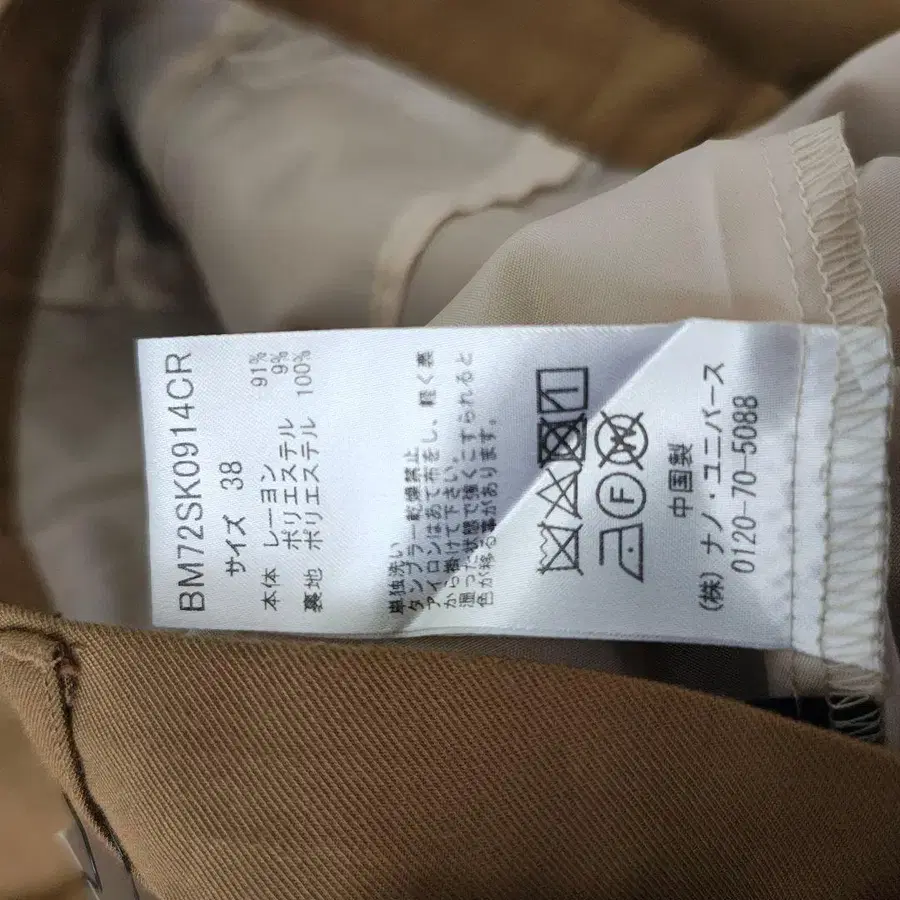 BM72SK0914CR
サイズ 38
本体 レーヨン 91%
ポリエステル 9%
裏地 ポリエステル 100%
単独洗い
タンブラー乾燥禁止
アイロンはあて布をし、軽く裏
から掛けて下さい。
湿った状態で強くこすられると
色が移る事があります。
F W
中国製
(株)ナノ・ユニバース
0120-70-5088